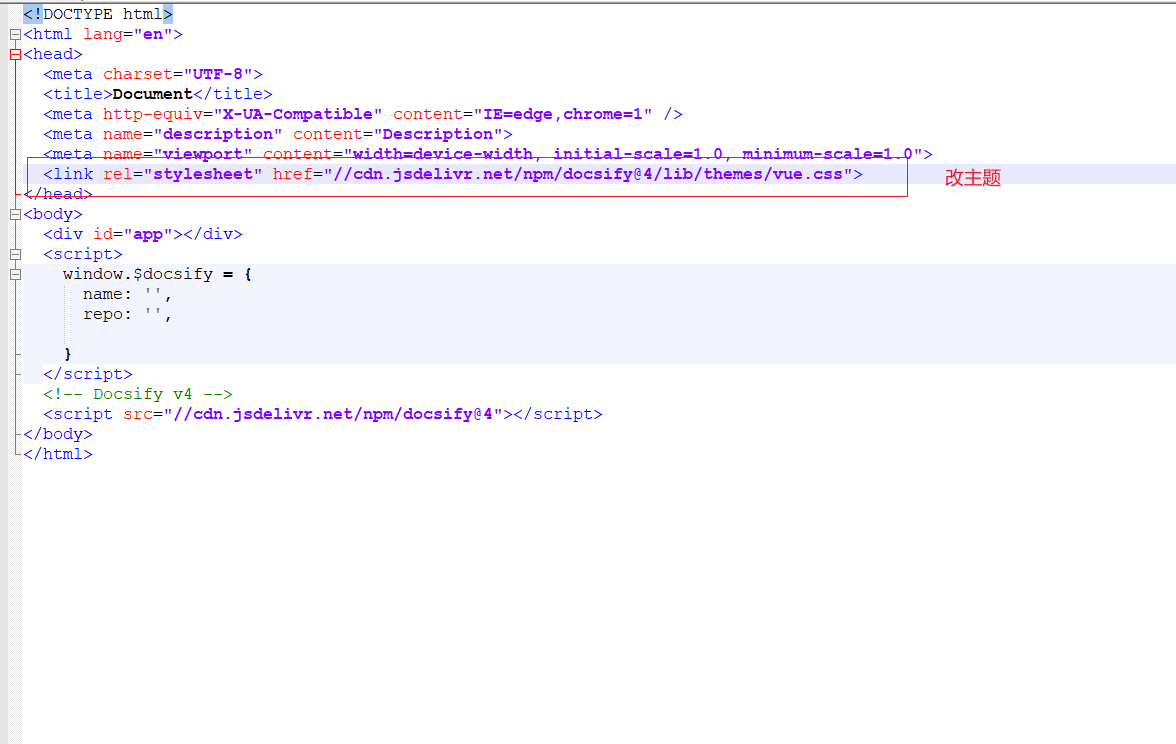 <!DOCTYPE html>
<html lang="en">
<head>
  <meta charset="UTF-8">
  <title>Document</title>
  <meta http-equiv="X-UA-Compatible" content="IE=edge,chrome=1" />
  <meta name="description" content="Description">
  <meta name="viewport" content="width=device-width, initial-scale=1.0, minimum-scale=1.0">
  <link rel="stylesheet" href="//cdn.jsdelivr.net/npm/docsify@4/lib/themes/vue.css"> 改主题
</head>
<body>
  <div id="app"></div>
  <script>
    window.$docsify = {
      name: '',
      repo: '',
    }
  </script>
  <!-- Docsify v4 -->
  <script src="//cdn.jsdelivr.net/npm/docsify@4"></script>
</body>
</html>